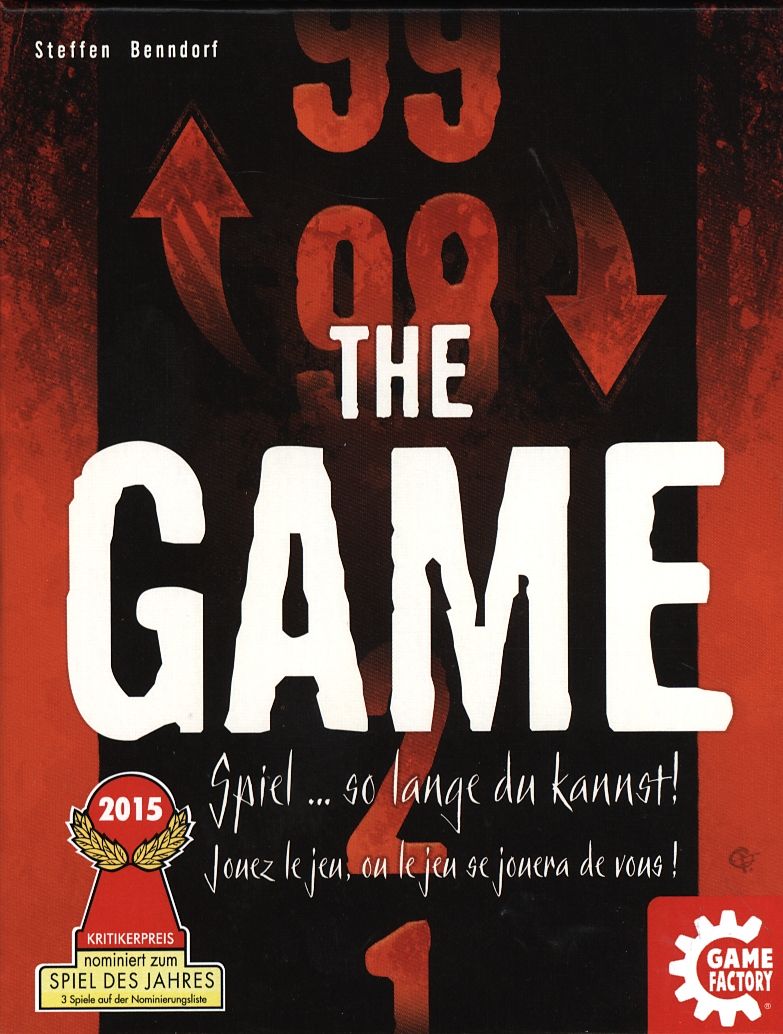 Steffen Benndorf
99
98
THE
GAME
2
Spiel ... so lange du kannst!
Jouez le jeu, ou le jeu se jouera de vous !
1
2015
KRITIKERPREIS
nominiert zum
SPIEL DES JAHRES
3 Spiele auf der Nominierungsliste
GAME
FACTORY
®